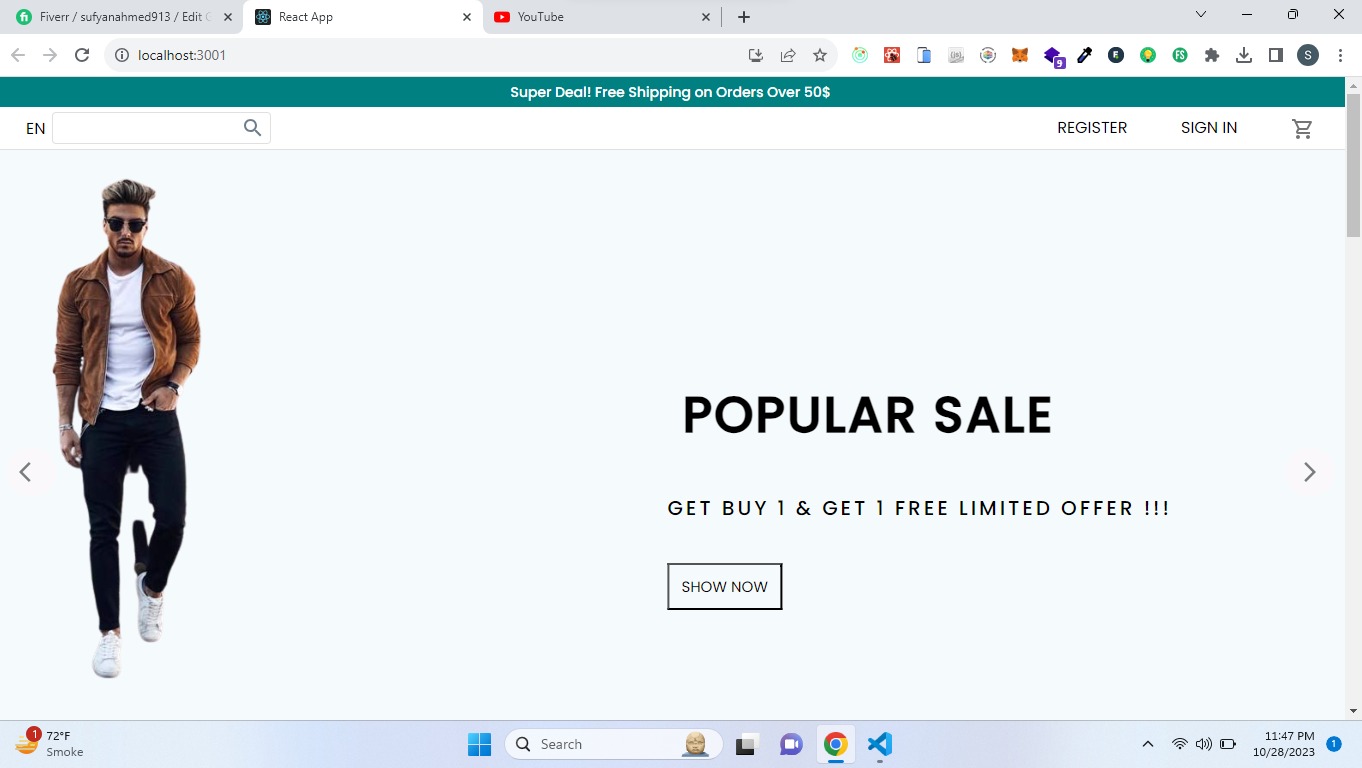 Fiverr / sufyanahmed913 / Edit
React App
YouTube
localhost:3001
{js}
9
FS
S
Super Deal! Free Shipping on Orders Over 50$
EN
REGISTER
SIGN IN
POPULAR SALE
GET BUY 1 & GET 1 FREE LIMITED OFFER !!!
SHOW NOW
1
72°F
Smoke
Search
11:47 PM
10/28/2023
1